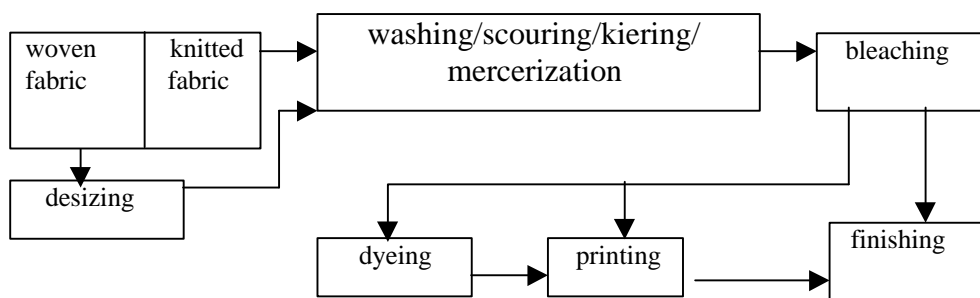 woven
fabric
knitted
fabric
washing/scouring/kiering/
mercerization
bleaching
desizing
dyeing
printing
finishing